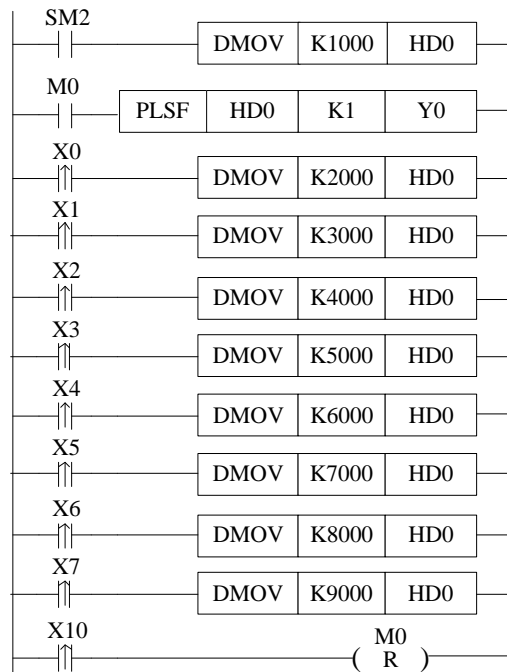 SM2
DMOV K1000 HD0
M0
PLSF HD0 K1 Y0
X0
DMOV K2000 HD0
X1
DMOV K3000 HD0
X2
DMOV K4000 HD0
X3
DMOV K5000 HD0
X4
DMOV K6000 HD0
X5
DMOV K7000 HD0
X6
DMOV K8000 HD0
X7
DMOV K9000 HD0
X10
M0
( R )